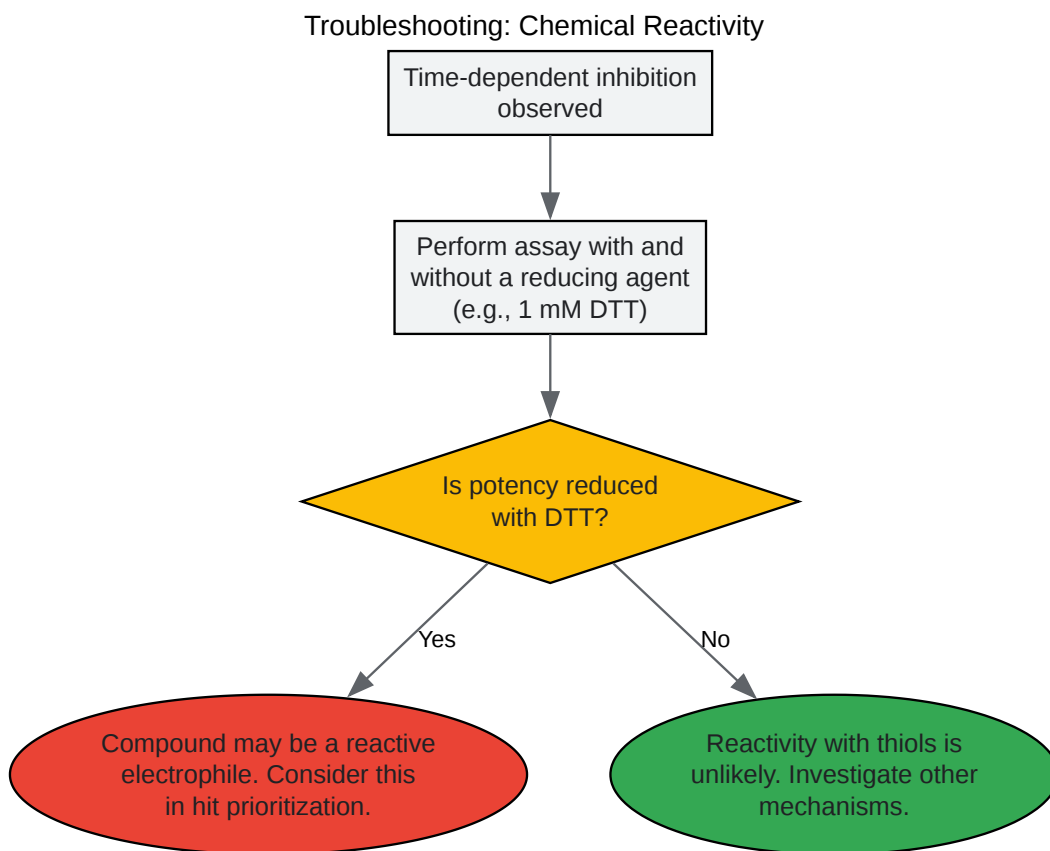 Troubleshooting: Chemical Reactivity
Time-dependent inhibition
observed
Perform assay with and
without a reducing agent
(e.g., 1 mM DTT)
Is potency reduced
with DTT?
Yes
No
Compound may be a reactive
electrophile. Consider this
in hit prioritization.
Reactivity with thiols is
unlikely. Investigate other
mechanisms.